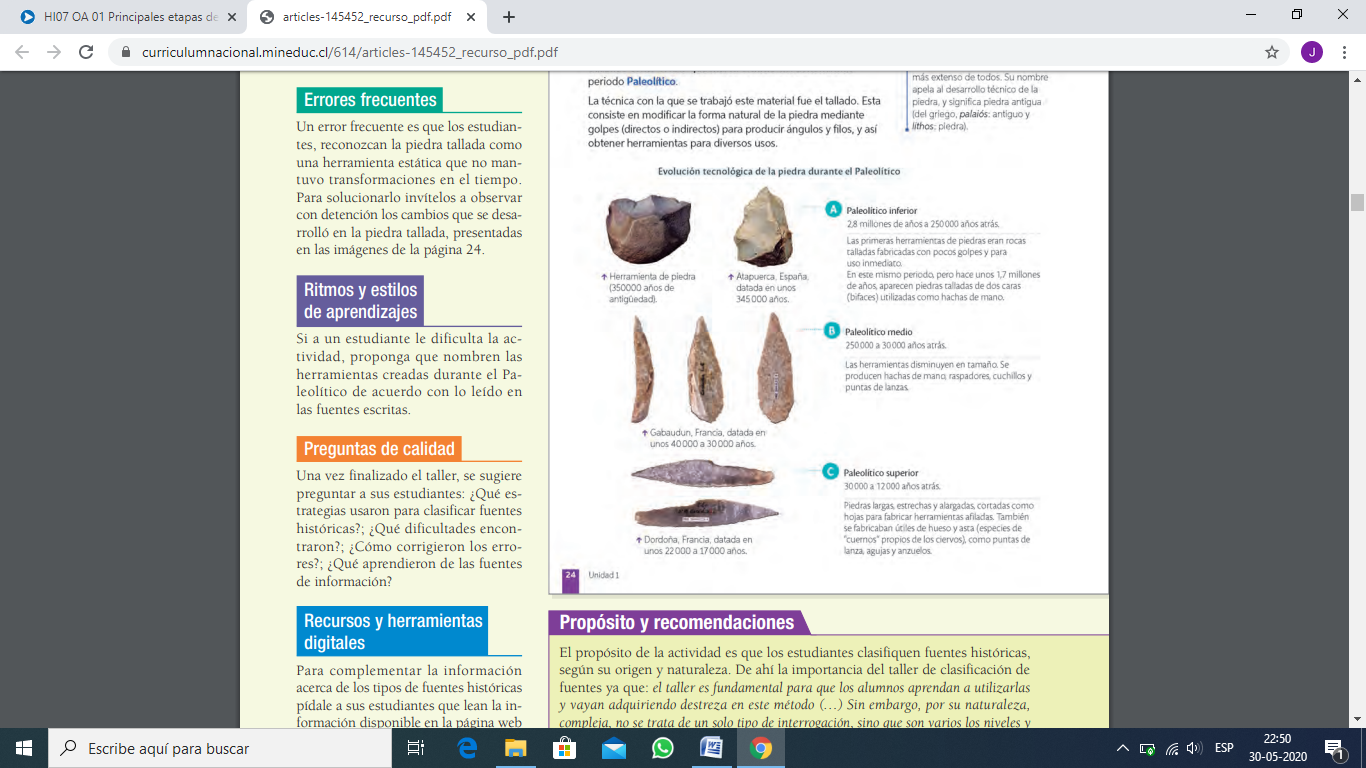 HI07 OA 01 Principales etapas de
articles-145452_recurso_pdf.pdf
curriculumnacional.mineduc.cl/614/articles-145452_recurso_pdf.pdf
J
Errores frecuentes
Un error frecuente es que los estudian-
tes, reconozcan la piedra tallada como
una herramienta estática que no man-
tuvo transformaciones en el tiempo.
Para solucionarlo invítelos a observar
con detención los cambios que se desa-
rrolló en la piedra tallada, presentadas
en las imágenes de la página 24.
Ritmos y estilos
de aprendizajes
Si a un estudiante le dificulta la ac-
tividad, proponga que nombren las
herramientas creadas durante el Pa-
leolítico de acuerdo con lo leído en
las fuentes escritas.
Preguntas de calidad
Una vez finalizado el taller, se sugiere
preguntar a sus estudiantes: ¿Qué es-
trategias usaron para clasificar fuentes
históricas?; ¿Qué dificultades encon-
traron?; ¿Cómo corrigieron los erro-
res?; ¿Qué aprendieron de las fuentes
de información?
Recursos y herramientas
digitales
Para complementar la información
acerca de los tipos de fuentes históricas
pídale a sus estudiantes que lean la in-
formación disponible en la página web
periodo Paleolítico.
La técnica con la que se trabajó este material fue el tallado. Esta
consiste en modificar la forma natural de la piedra mediante
golpes (directos o indirectos) para producir ángulos y filos, y así
obtener herramientas para diversos usos.
más extenso de todos. Su nombre
apela al desarrollo técnico de la
piedra, y significa piedra antigua
(del griego, palaiós: antiguo y
lithos: piedra).
Evolución tecnológica de la piedra durante el Paleolítico
Herramienta de piedra
(350000 años de
antigüedad).
Atapuerca, España,
datada en unos
345 000 años.
A Paleolítico inferior
2,8 millones de años a 250 000 años atrás.
Las primeras herramientas de piedras eran rocas
talladas fabricadas con pocos golpes y para
uso inmediato.
En este mismo periodo, pero hace unos 1,7 millones
de años, aparecen piedras talladas de dos caras
(bifaces) utilizadas como hachas de mano.
Gabaudun, Francia, datada en
unos 40 000 a 30 000 años.
B Paleolítico medio
250 000 a 30 000 años atrás.
Las herramientas disminuyen en tamaño. Se
producen hachas de mano, raspadores, cuchillos y
puntas de lanzas.
Dordoña, Francia, datada en
unos 22 000 a 17 000 años.
C Paleolítico superior
30 000 a 12 000 años atrás.
Piedras largas, estrechas y alargadas, cortadas como
hojas para fabricar herramientas afiladas. También
se fabricaban útiles de hueso y asta (especies de
"cuernos" propios de los ciervos), como puntas de
lanza, agujas y anzuelos.
24 Unidad 1
Propósito y recomendaciones
El propósito de la actividad es que los estudiantes clasifiquen fuentes históricas,
según su origen y naturaleza. De ahí la importancia del taller de clasificación de
fuentes ya que: el taller es fundamental para que los alumnos aprendan a utilizarlas
y vayan adquiriendo destreza en este método (...) Sin embargo, por su naturaleza,
compleja, no se trata de un solo tipo de interrogación, sino que son varios los niveles y
Escribe aquí para buscar
ESP
22:50
30-05-2020
1